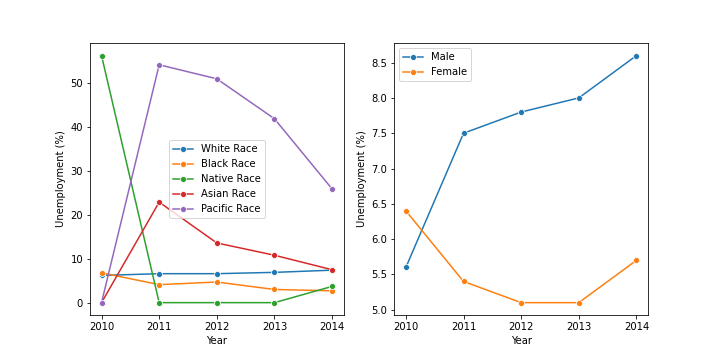 50
40
30
20
10
0
Unemployment (%)
White Race
Black Race
Native Race
Asian Race
Pacific Race
2010 2011 2012 2013 2014
Year
8.5
8.0
7.5
7.0
6.5
6.0
5.5
5.0
Unemployment (%)
Male
Female
2010 2011 2012 2013 2014
Year